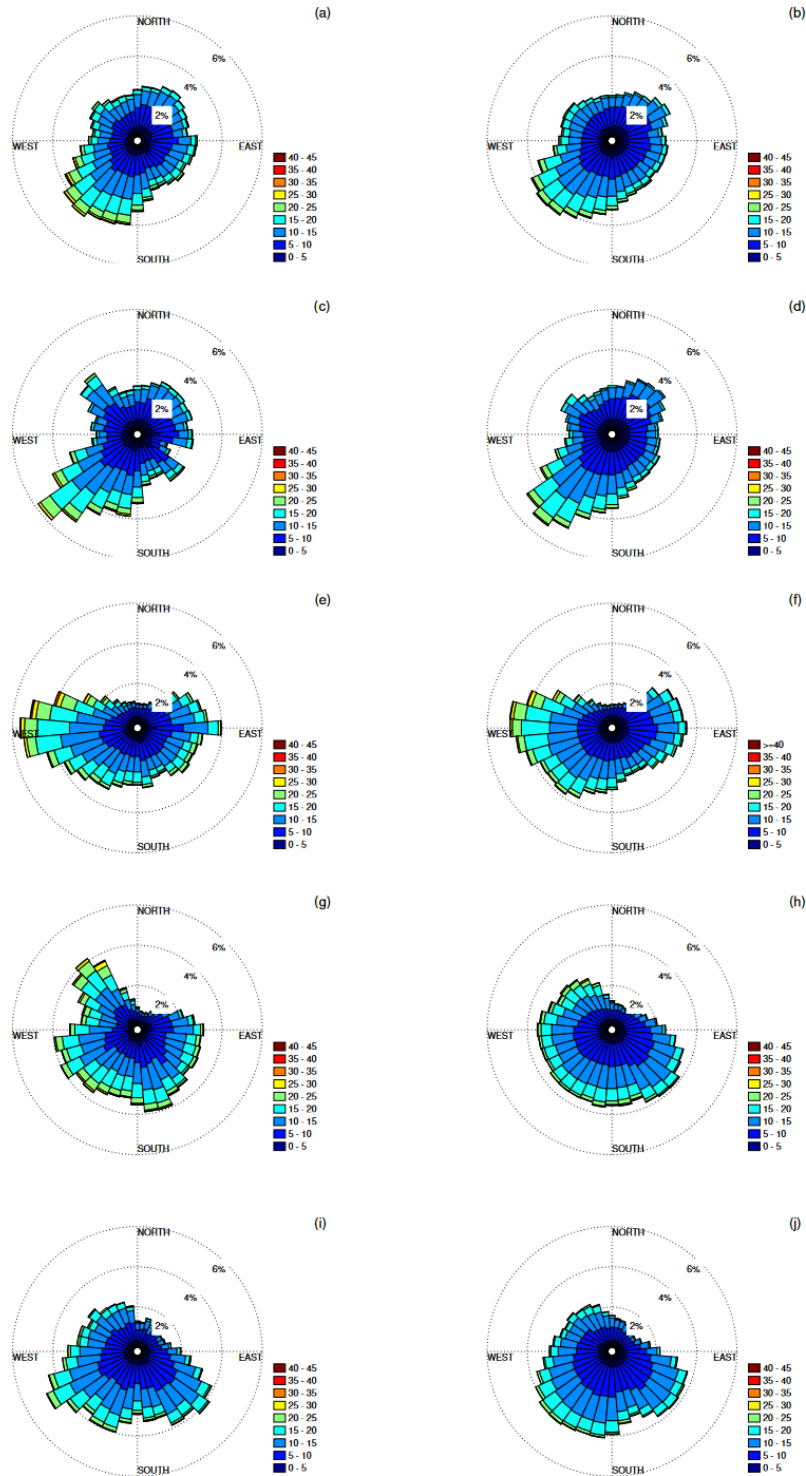 (a)
NORTH
6%
4%
2%
WEST
EAST
SOUTH
40 - 45
35 - 40
30 - 35
25 - 30
20 - 25
15 - 20
10 - 15
5 - 10
0 - 5
(b)
NORTH
6%
4%
2%
WEST
EAST
SOUTH
40 - 45
35 - 40
30 - 35
25 - 30
20 - 25
15 - 20
10 - 15
5 - 10
0 - 5
(c)
NORTH
6%
4%
2%
WEST
EAST
SOUTH
40 - 45
35 - 40
30 - 35
25 - 30
20 - 25
15 - 20
10 - 15
5 - 10
0 - 5
(d)
NORTH
6%
4%
2%
WEST
EAST
SOUTH
40 - 45
35 - 40
30 - 35
25 - 30
20 - 25
15 - 20
10 - 15
5 - 10
0 - 5
(e)
NORTH
6%
4%
2%
WEST
EAST
SOUTH
40 - 45
35 - 40
30 - 35
25 - 30
20 - 25
15 - 20
10 - 15
5 - 10
0 - 5
(f)
NORTH
6%
4%
2%
WEST
EAST
SOUTH
>=40
35 - 40
30 - 35
25 - 30
20 - 25
15 - 20
10 - 15
5 - 10
0 - 5
(g)
NORTH
6%
4%
2%
WEST
EAST
SOUTH
40 - 45
35 - 40
30 - 35
25 - 30
20 - 25
15 - 20
10 - 15
5 - 10
0 - 5
(h)
NORTH
6%
4%
2%
WEST
EAST
SOUTH
40 - 45
35 - 40
30 - 35
25 - 30
20 - 25
15 - 20
10 - 15
5 - 10
0 - 5
(i)
NORTH
6%
4%
2%
WEST
EAST
SOUTH
40 - 45
35 - 40
30 - 35
25 - 30
20 - 25
15 - 20
10 - 15
5 - 10
0 - 5
(j)
NORTH
6%
4%
2%
WEST
EAST
SOUTH
40 - 45
35 - 40
30 - 35
25 - 30
20 - 25
15 - 20
10 - 15
5 - 10
0 - 5